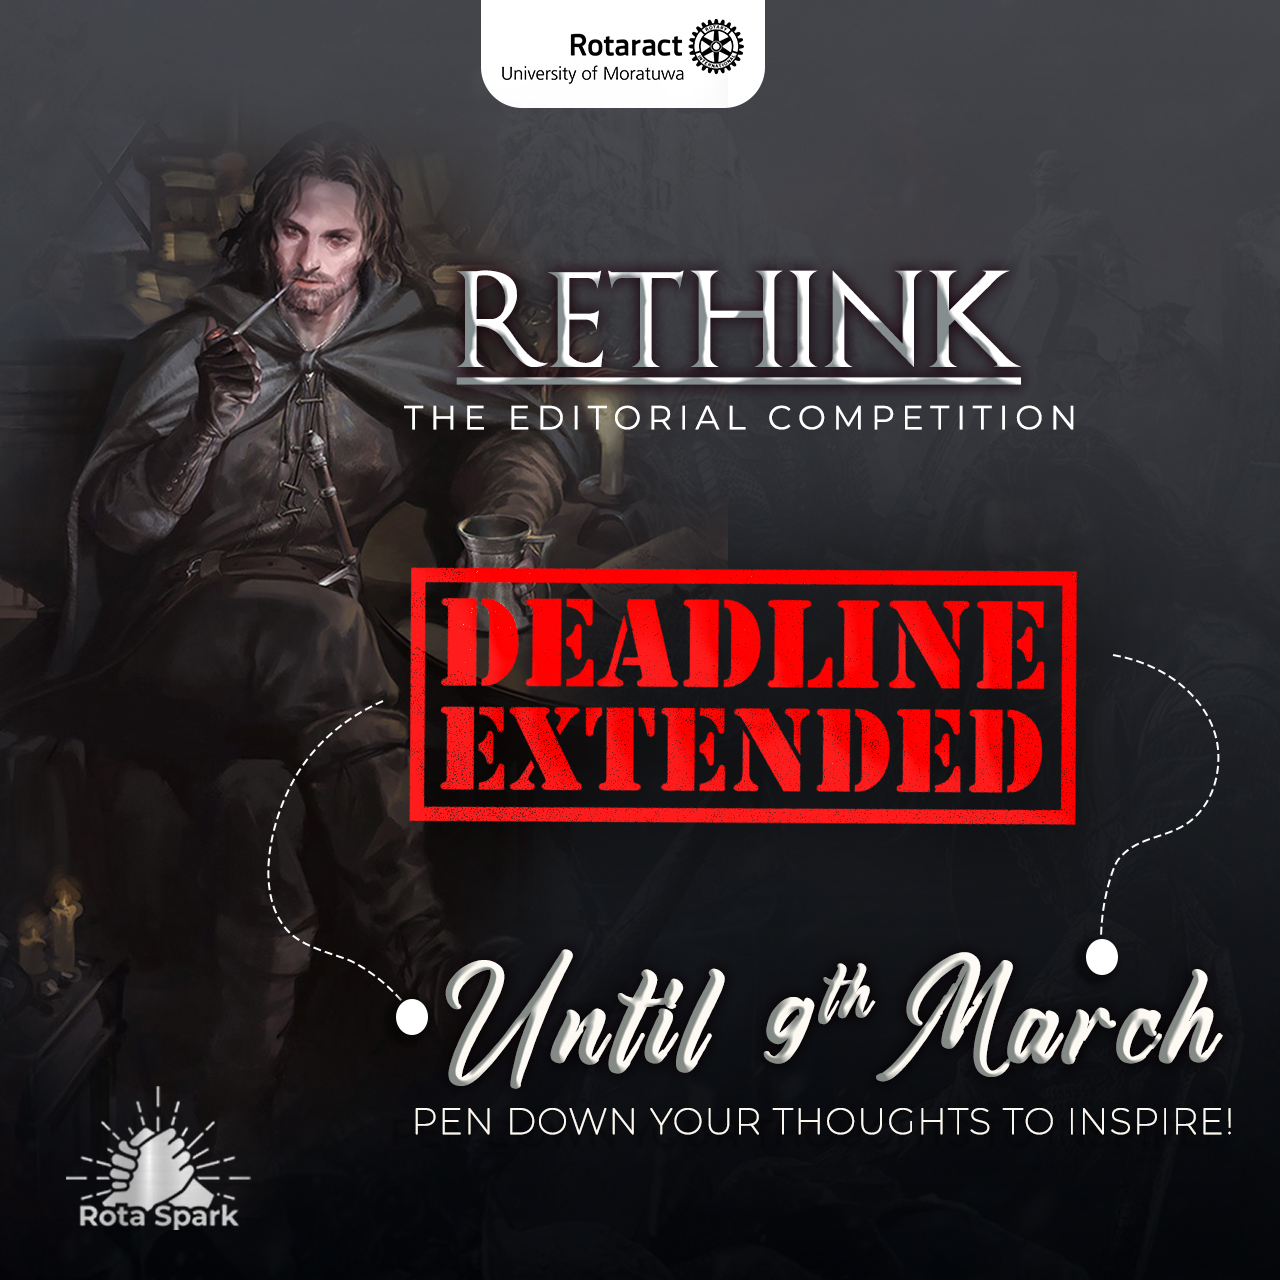 Rotaract
University of Moratuwa
RETHINK
THE EDITORIAL COMPETITION
DEADLINE
EXTENDED
Until 9th March
PEN DOWN YOUR THOUGHTS TO INSPIRE!
Rota Spark